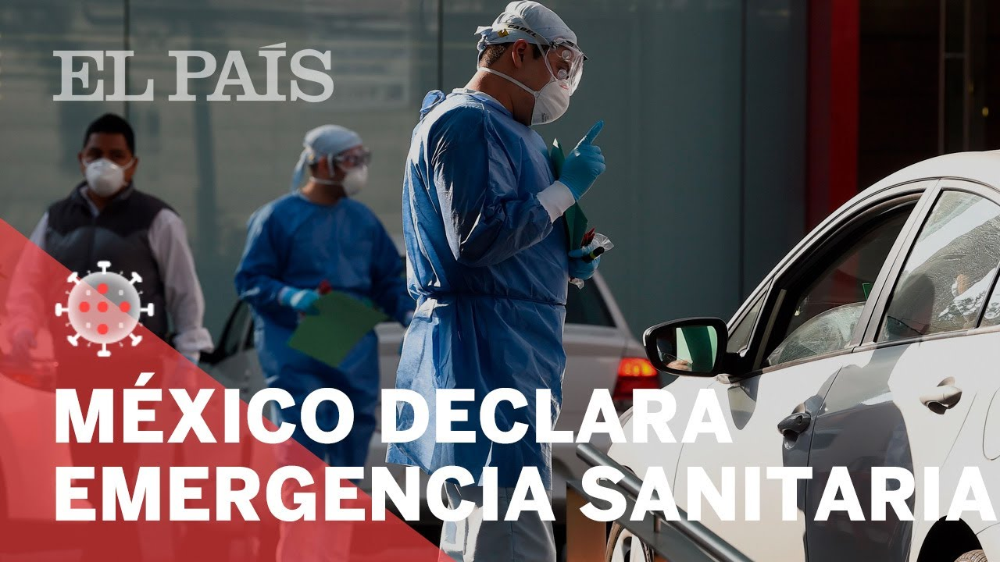 EL PAÍS
MÉXICO DECLARA
EMERGENCIA SANITARIA